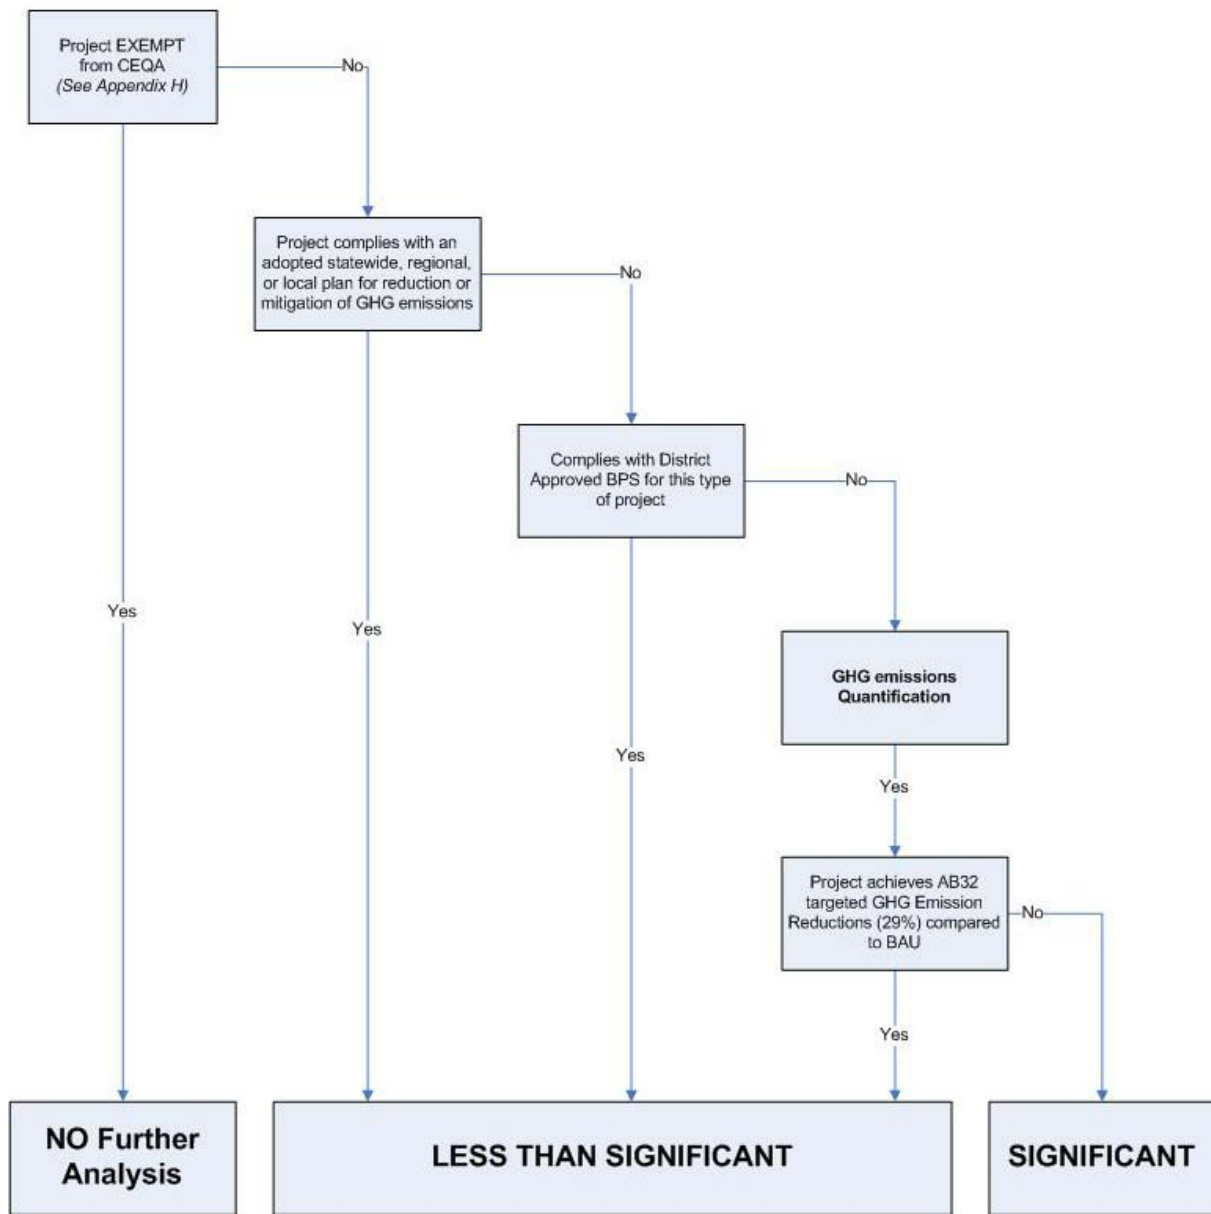 Project EXEMPT
from CEQA
(See Appendix H)
No
Project complies with an
adopted statewide, regional,
or local plan for reduction or
mitigation of GHG emissions
No
Complies with District
Approved BPS for this type
of project
No
Yes
Yes
GHG emissions
Quantification
Yes
Yes
Project achieves AB32
targeted GHG Emission
Reductions (29%) compared
to BAU
No
Yes
NO Further
Analysis
LESS THAN SIGNIFICANT
SIGNIFICANT